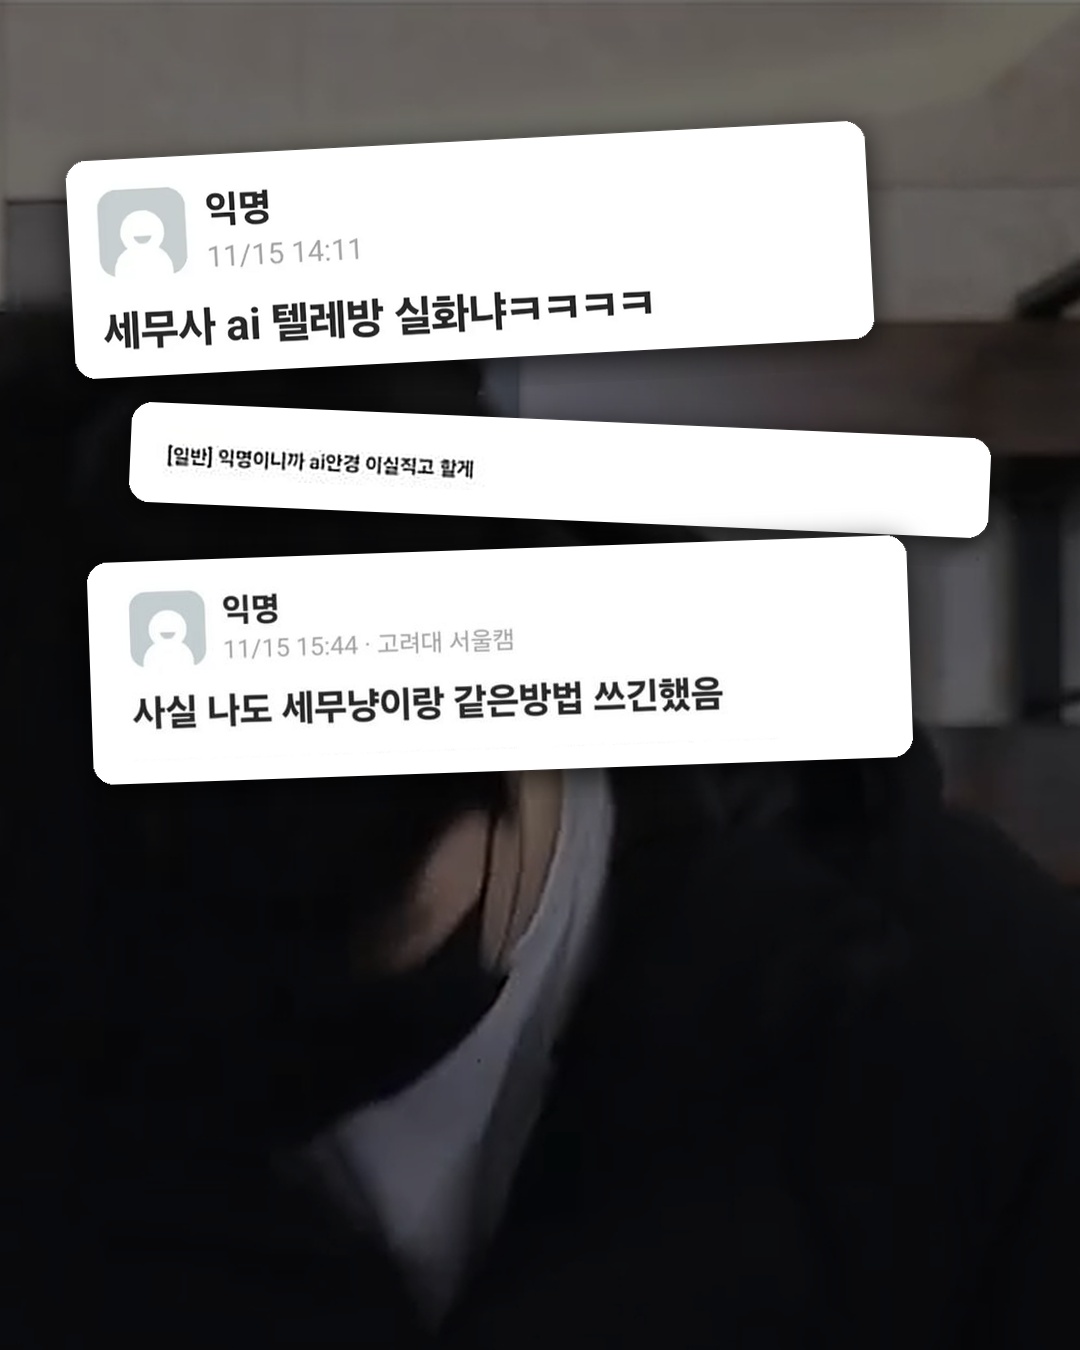 익명
11/15 14:11
세무사 ai 텔레방 실화냐ㅋㅋㅋㅋ
[일반] 익명이니까 ai안경 이실직고 할게
익명
11/15 15:44 · 고려대 서울캠
사실 나도 세무냥이랑 같은방법 쓰긴했음